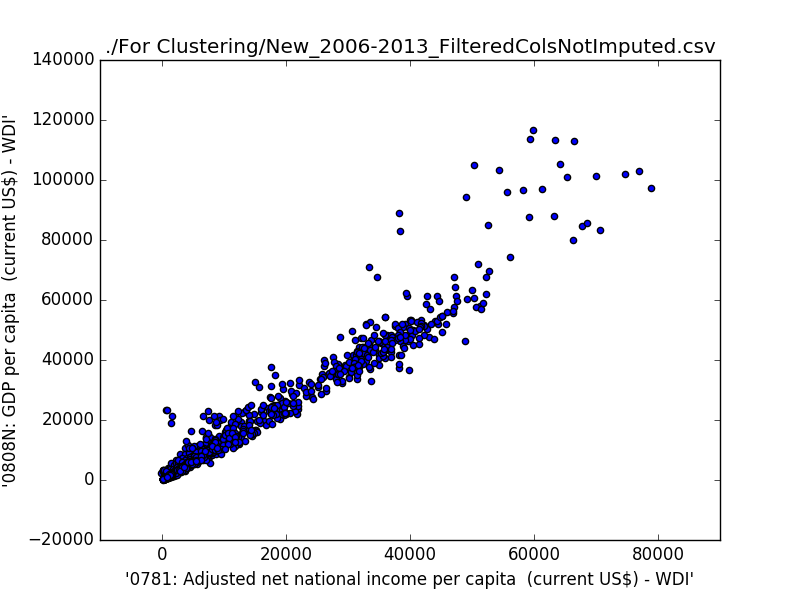 ./For Clustering/New_2006-2013_FilteredColsNotImputed.csv
140000
120000
100000
80000
60000
40000
20000
0
−20000
'0808N: GDP per capita  (current US$) - WDI'
0 20000 40000 60000 80000
'0781: Adjusted net national income per capita  (current US$) - WDI'